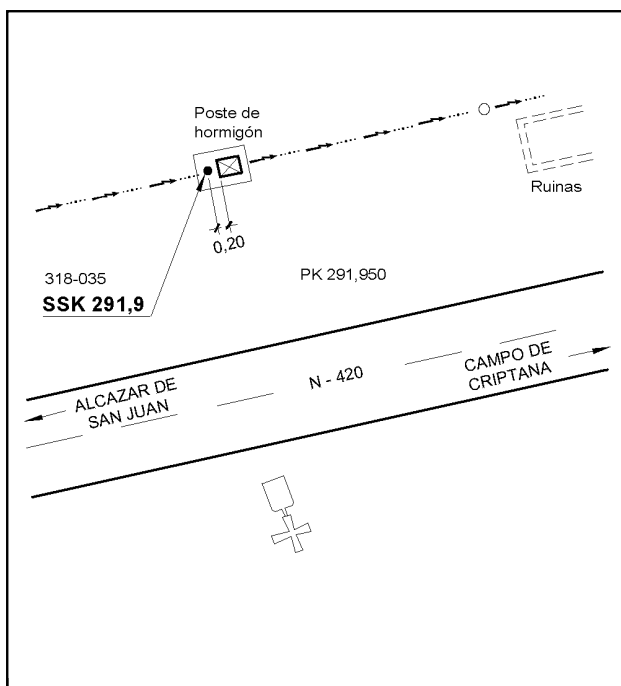 Poste de
hormigón
Ruinas
0,20
318-035
SSK 291,9
PK 291,950
ALCAZAR DE
SAN JUAN
N - 420
CAMPO DE
CRIPTANA